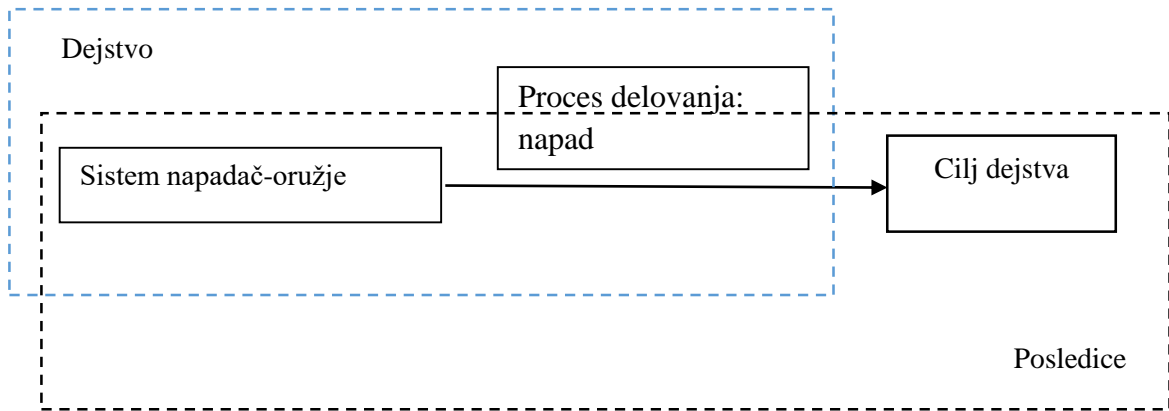 Dejstvo
Proces delovanja:
napad
Sistem napadač-oružje
Cilj dejstva
Posledice